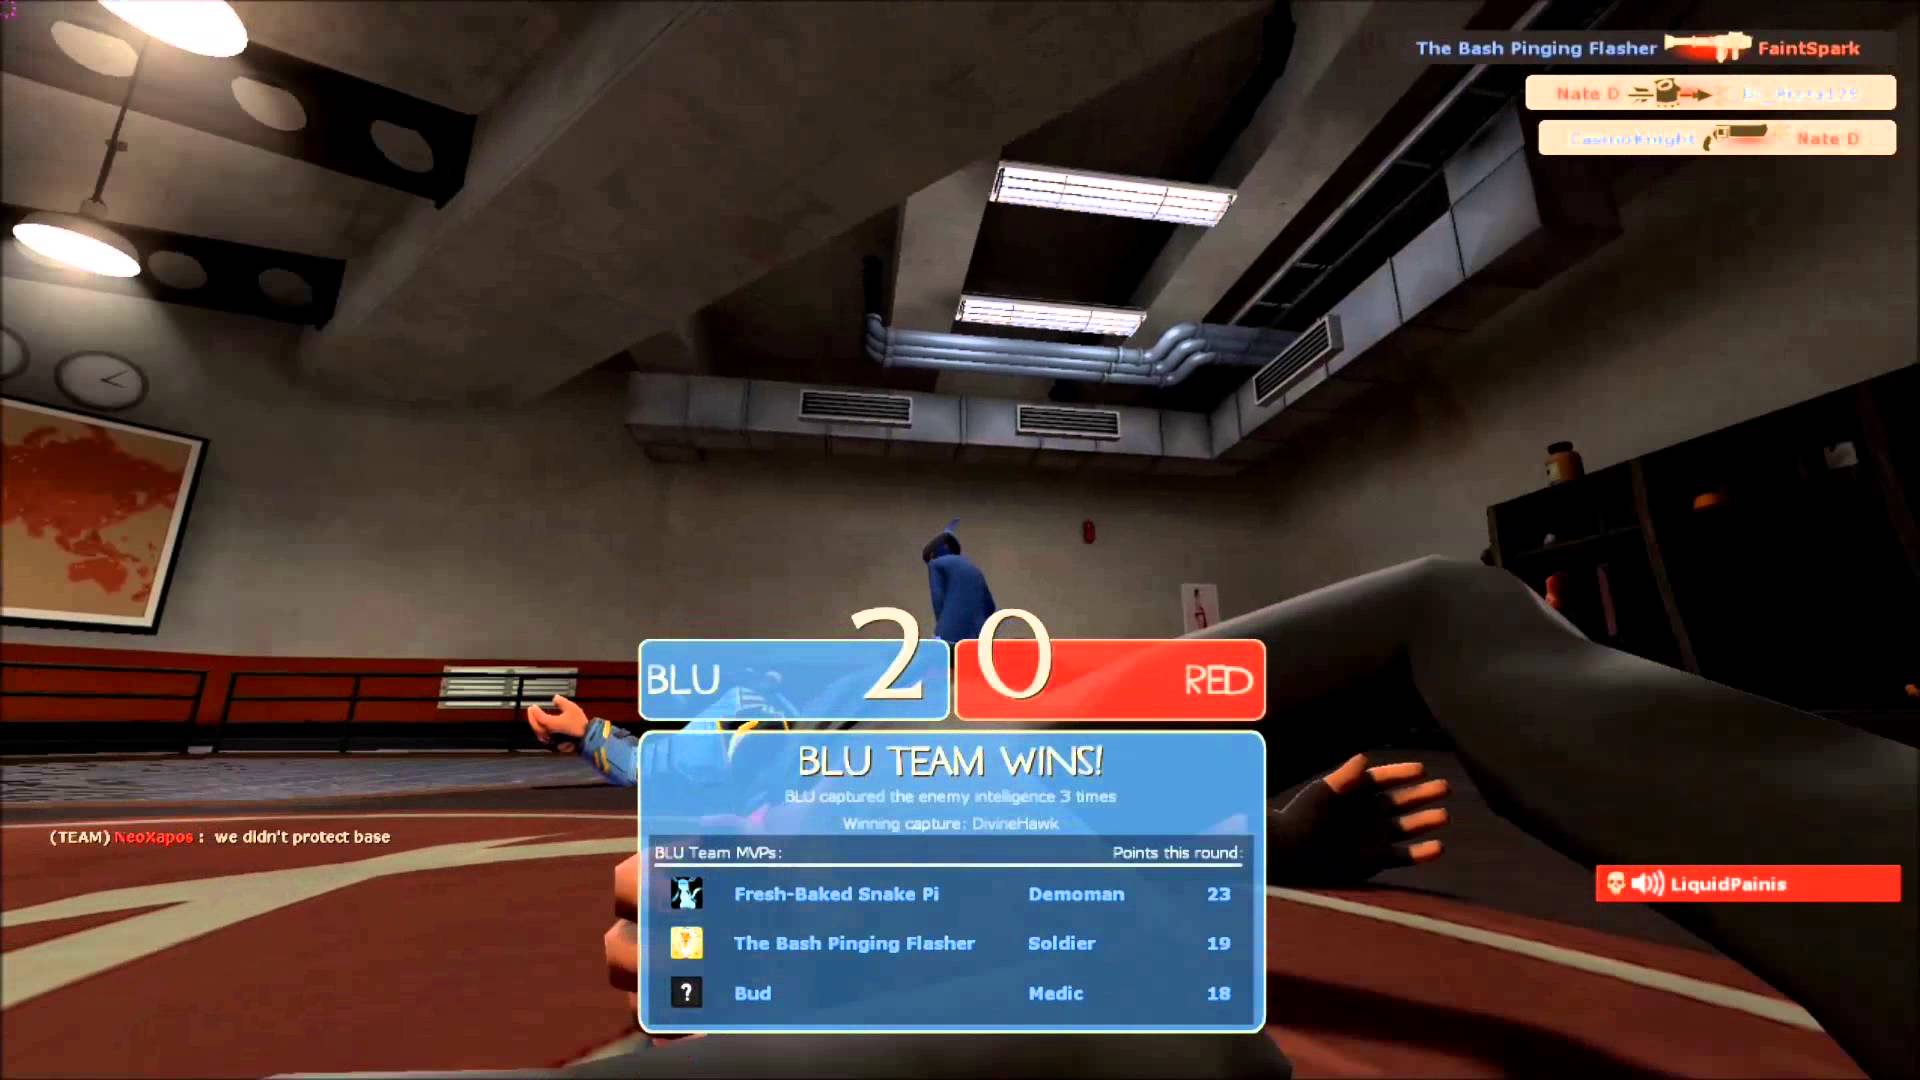 The Bash Pinging Flasher FaintSpark
Nate D
CasinoKnight Nate D
2 0
BLU RED
BLU TEAM WINS!
BLU captured the enemy intelligence 3 times
Winning capture: DivineHawk
(TEAM) NeoXapos : we didn't protect base
BLU Team MVPs: Points this round:
Fresh-Baked Snake Pi Demoman 23
The Bash Pinging Flasher Soldier 19
? Bud Medic 18
LiquidPainis